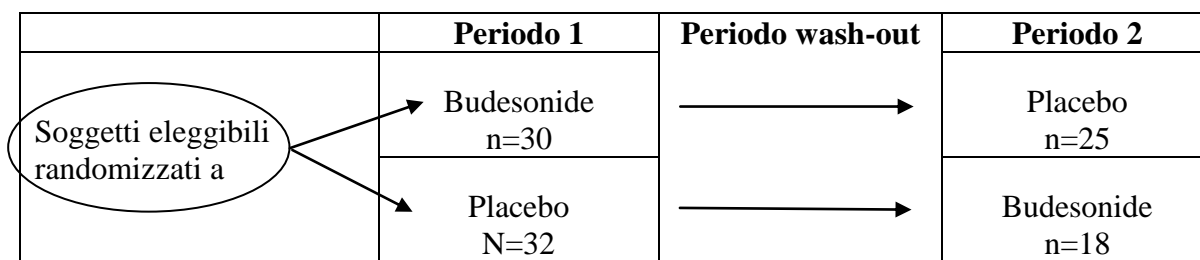 Periodo 1 Periodo wash-out Periodo 2
Soggetti eleggibili
randomizzati a
Budesonide
n=30
Placebo
n=25
Placebo
N=32
Budesonide
n=18